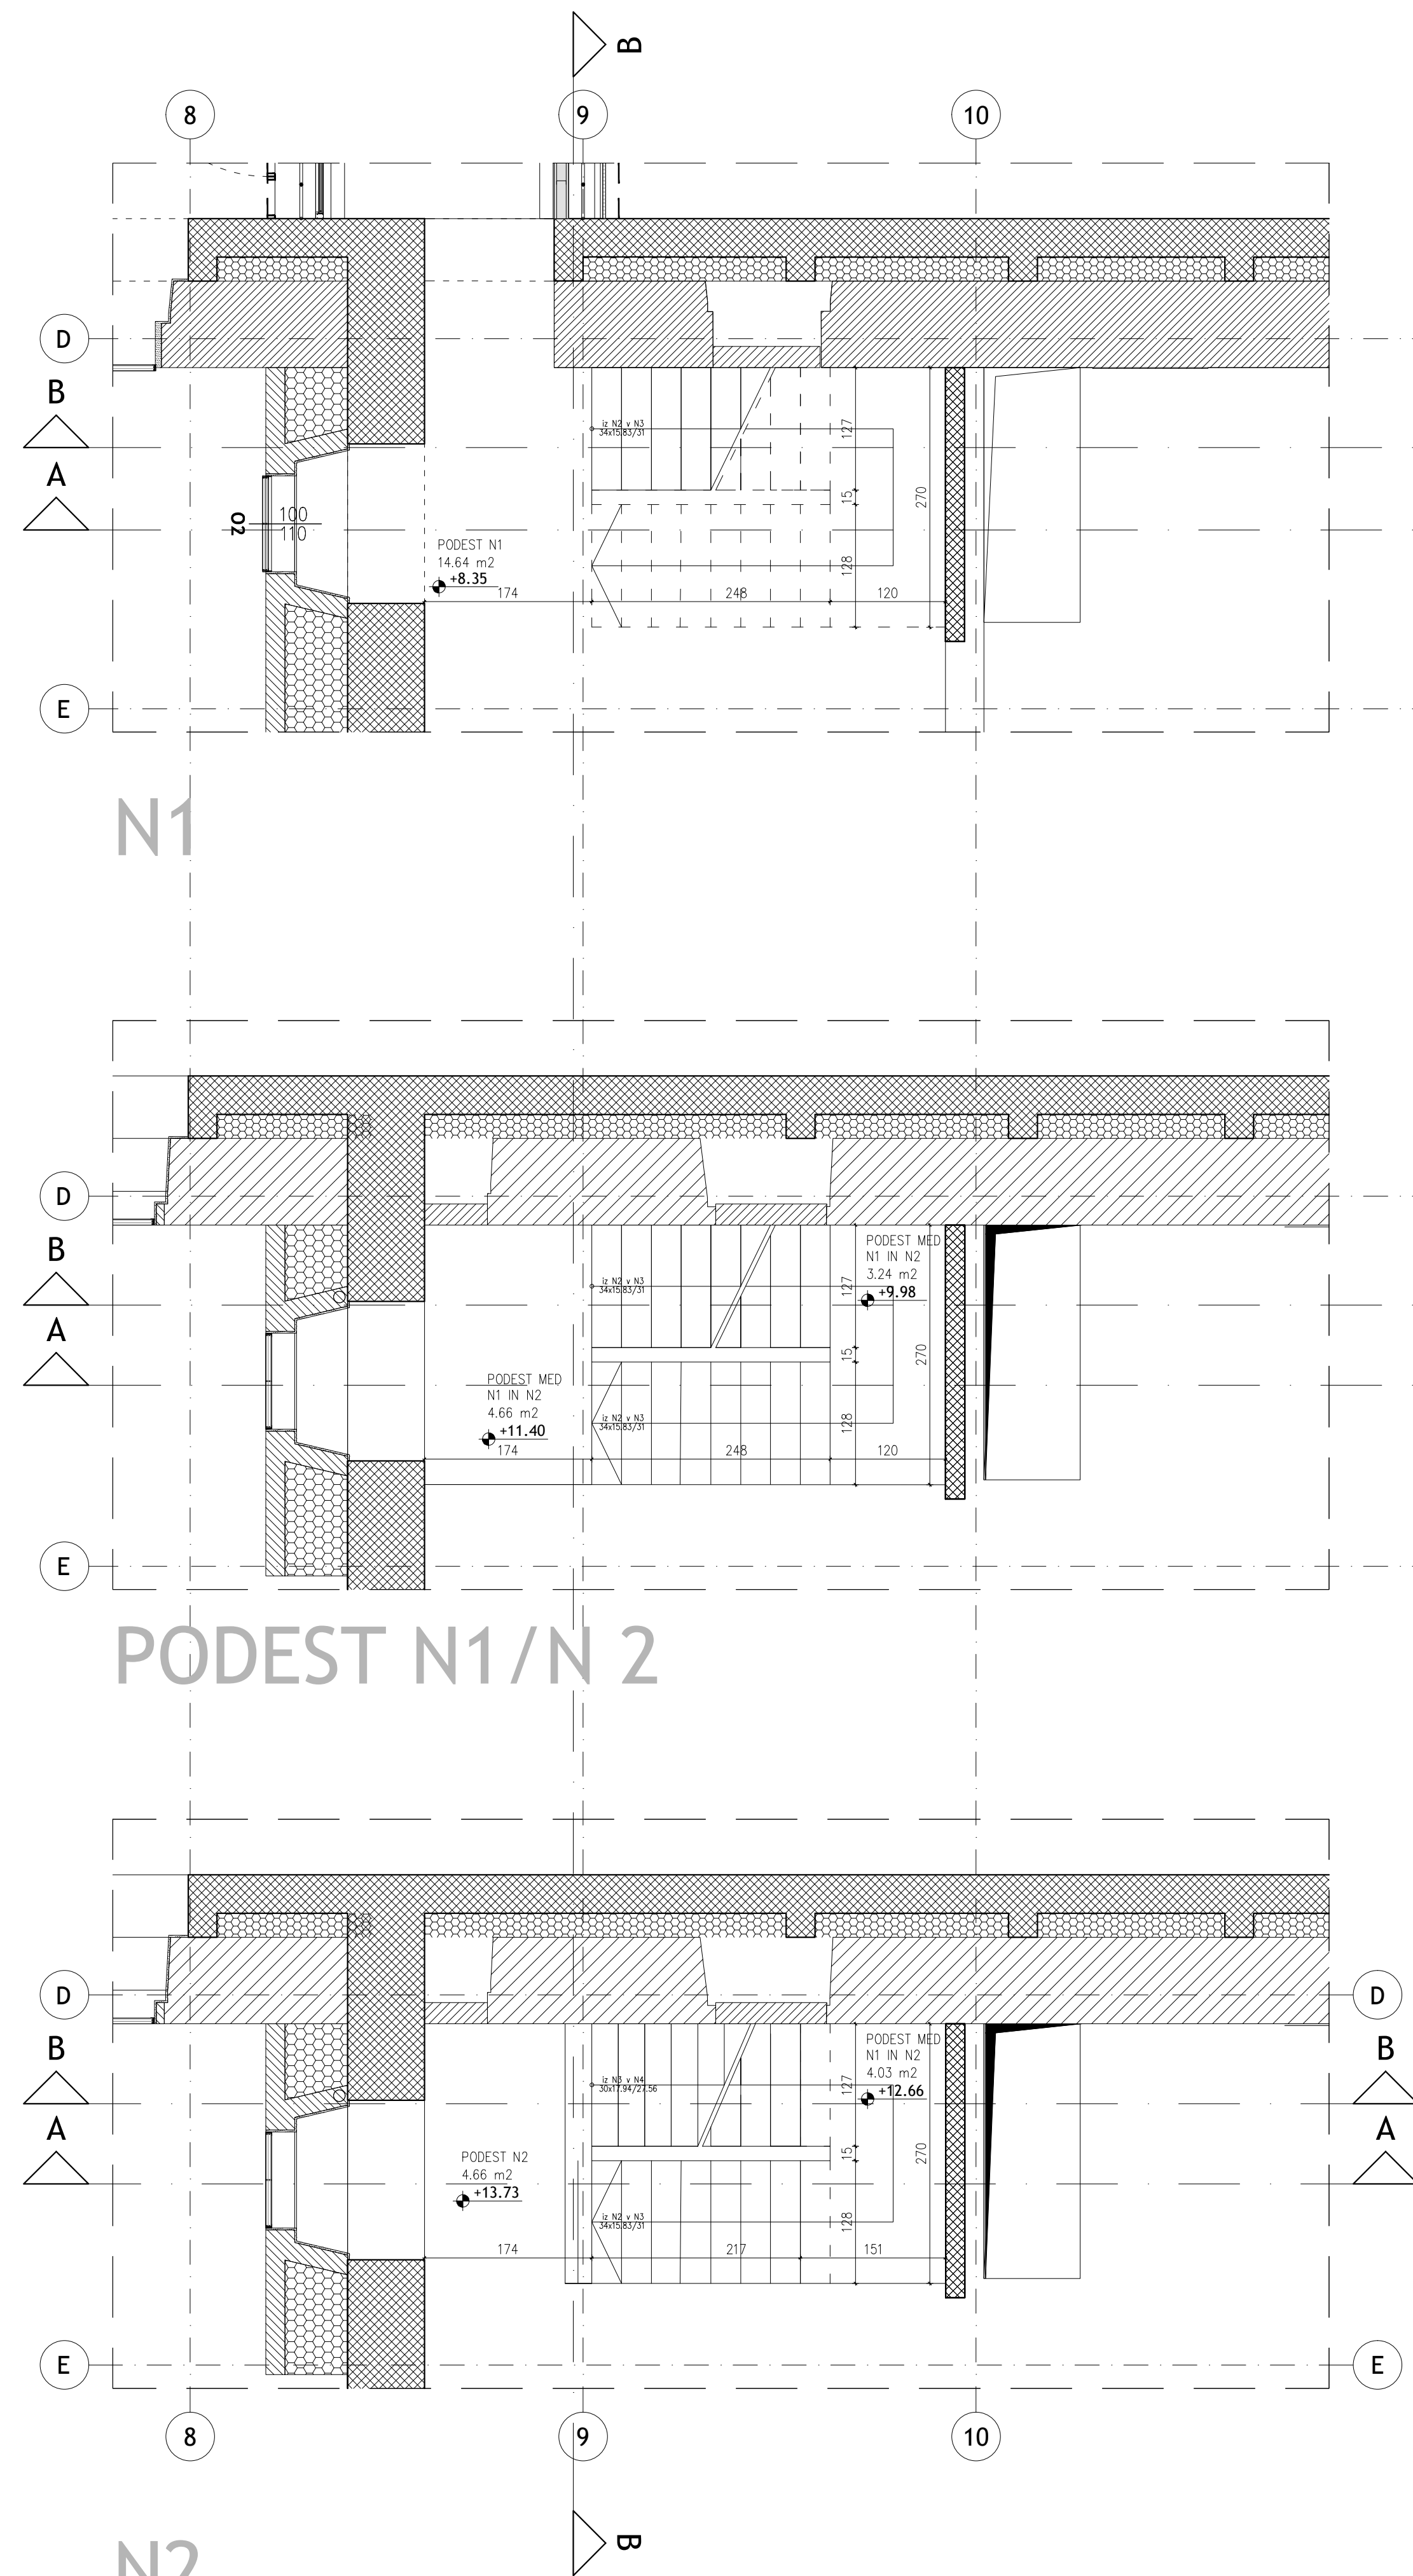 B
8
9
10
D
B
A
iz N2 v N3
34x15.83/31
127
15
270
128
O2
100
110
PODEST N1
14.64 m2
+8.35
174
248
120
E
N1
D
B
A
PODEST MED
N1 IN N2
3.24 m2
+9.98
iz N2 v N3
34x15.83/31
127
15
270
128
PODEST MED
N1 IN N2
4.66 m2
+11.40
iz N2 v N3
34x15.83/31
174
248
120
E
PODEST N1/N 2
D
D
B
B
A
A
PODEST MED
N1 IN N2
4.03 m2
+12.66
iz N3 v N4
30x17.94/27.56
127
15
270
128
PODEST N2
4.66 m2
+13.73
iz N2 v N3
34x15.83/31
174
217
151
E
E
8
9
10
B
N2